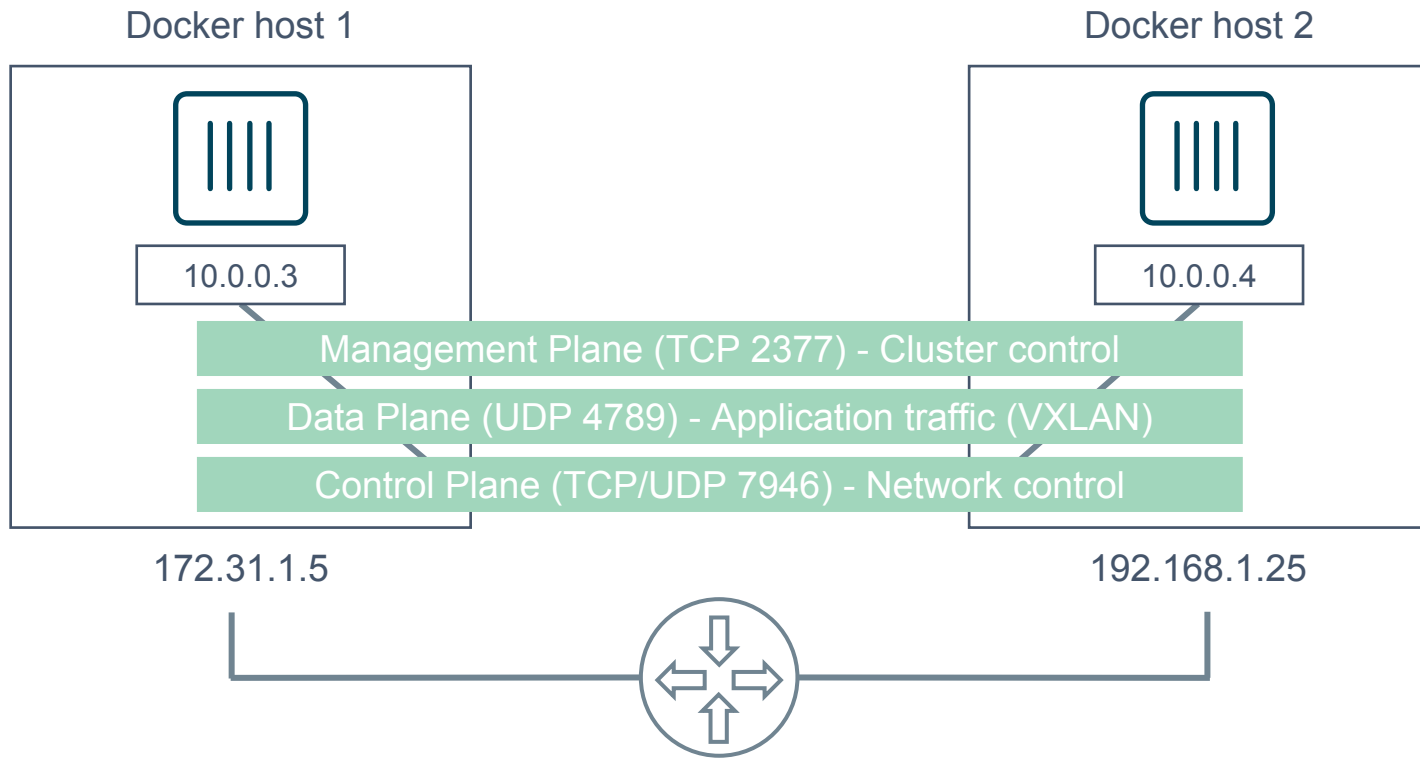 Docker host 1
Docker host 2
10.0.0.3
10.0.0.4
Management Plane (TCP 2377) - Cluster control
Data Plane (UDP 4789) - Application traffic (VXLAN)
Control Plane (TCP/UDP 7946) - Network control
172.31.1.5
192.168.1.25